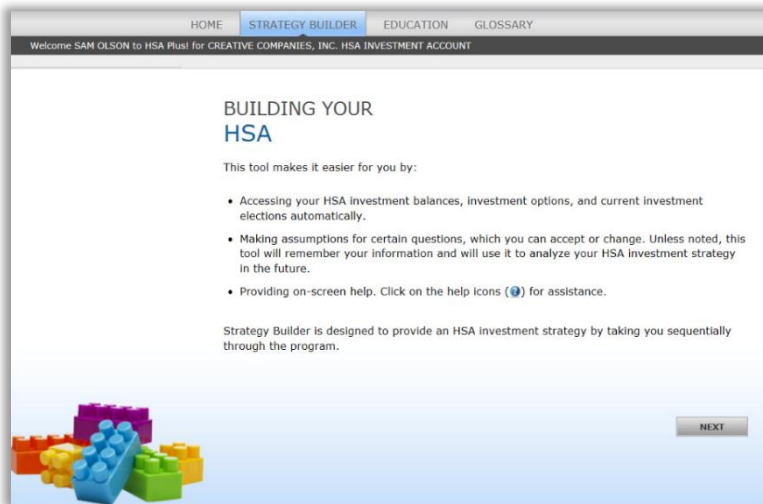 HOME STRATEGY BUILDER EDUCATION GLOSSARY
Welcome SAM OLSON to HSA Plus! for CREATIVE COMPANIES, INC. HSA INVESTMENT ACCOUNT
BUILDING YOUR
HSA
This tool makes it easier for you by:
• Accessing your HSA investment balances, investment options, and current investment
elections automatically.
• Making assumptions for certain questions, which you can accept or change. Unless noted, this
tool will remember your information and will use it to analyze your HSA investment strategy
in the future.
• Providing on-screen help. Click on the help icons (?) for assistance.
Strategy Builder is designed to provide an HSA investment strategy by taking you sequentially
through the program.
NEXT